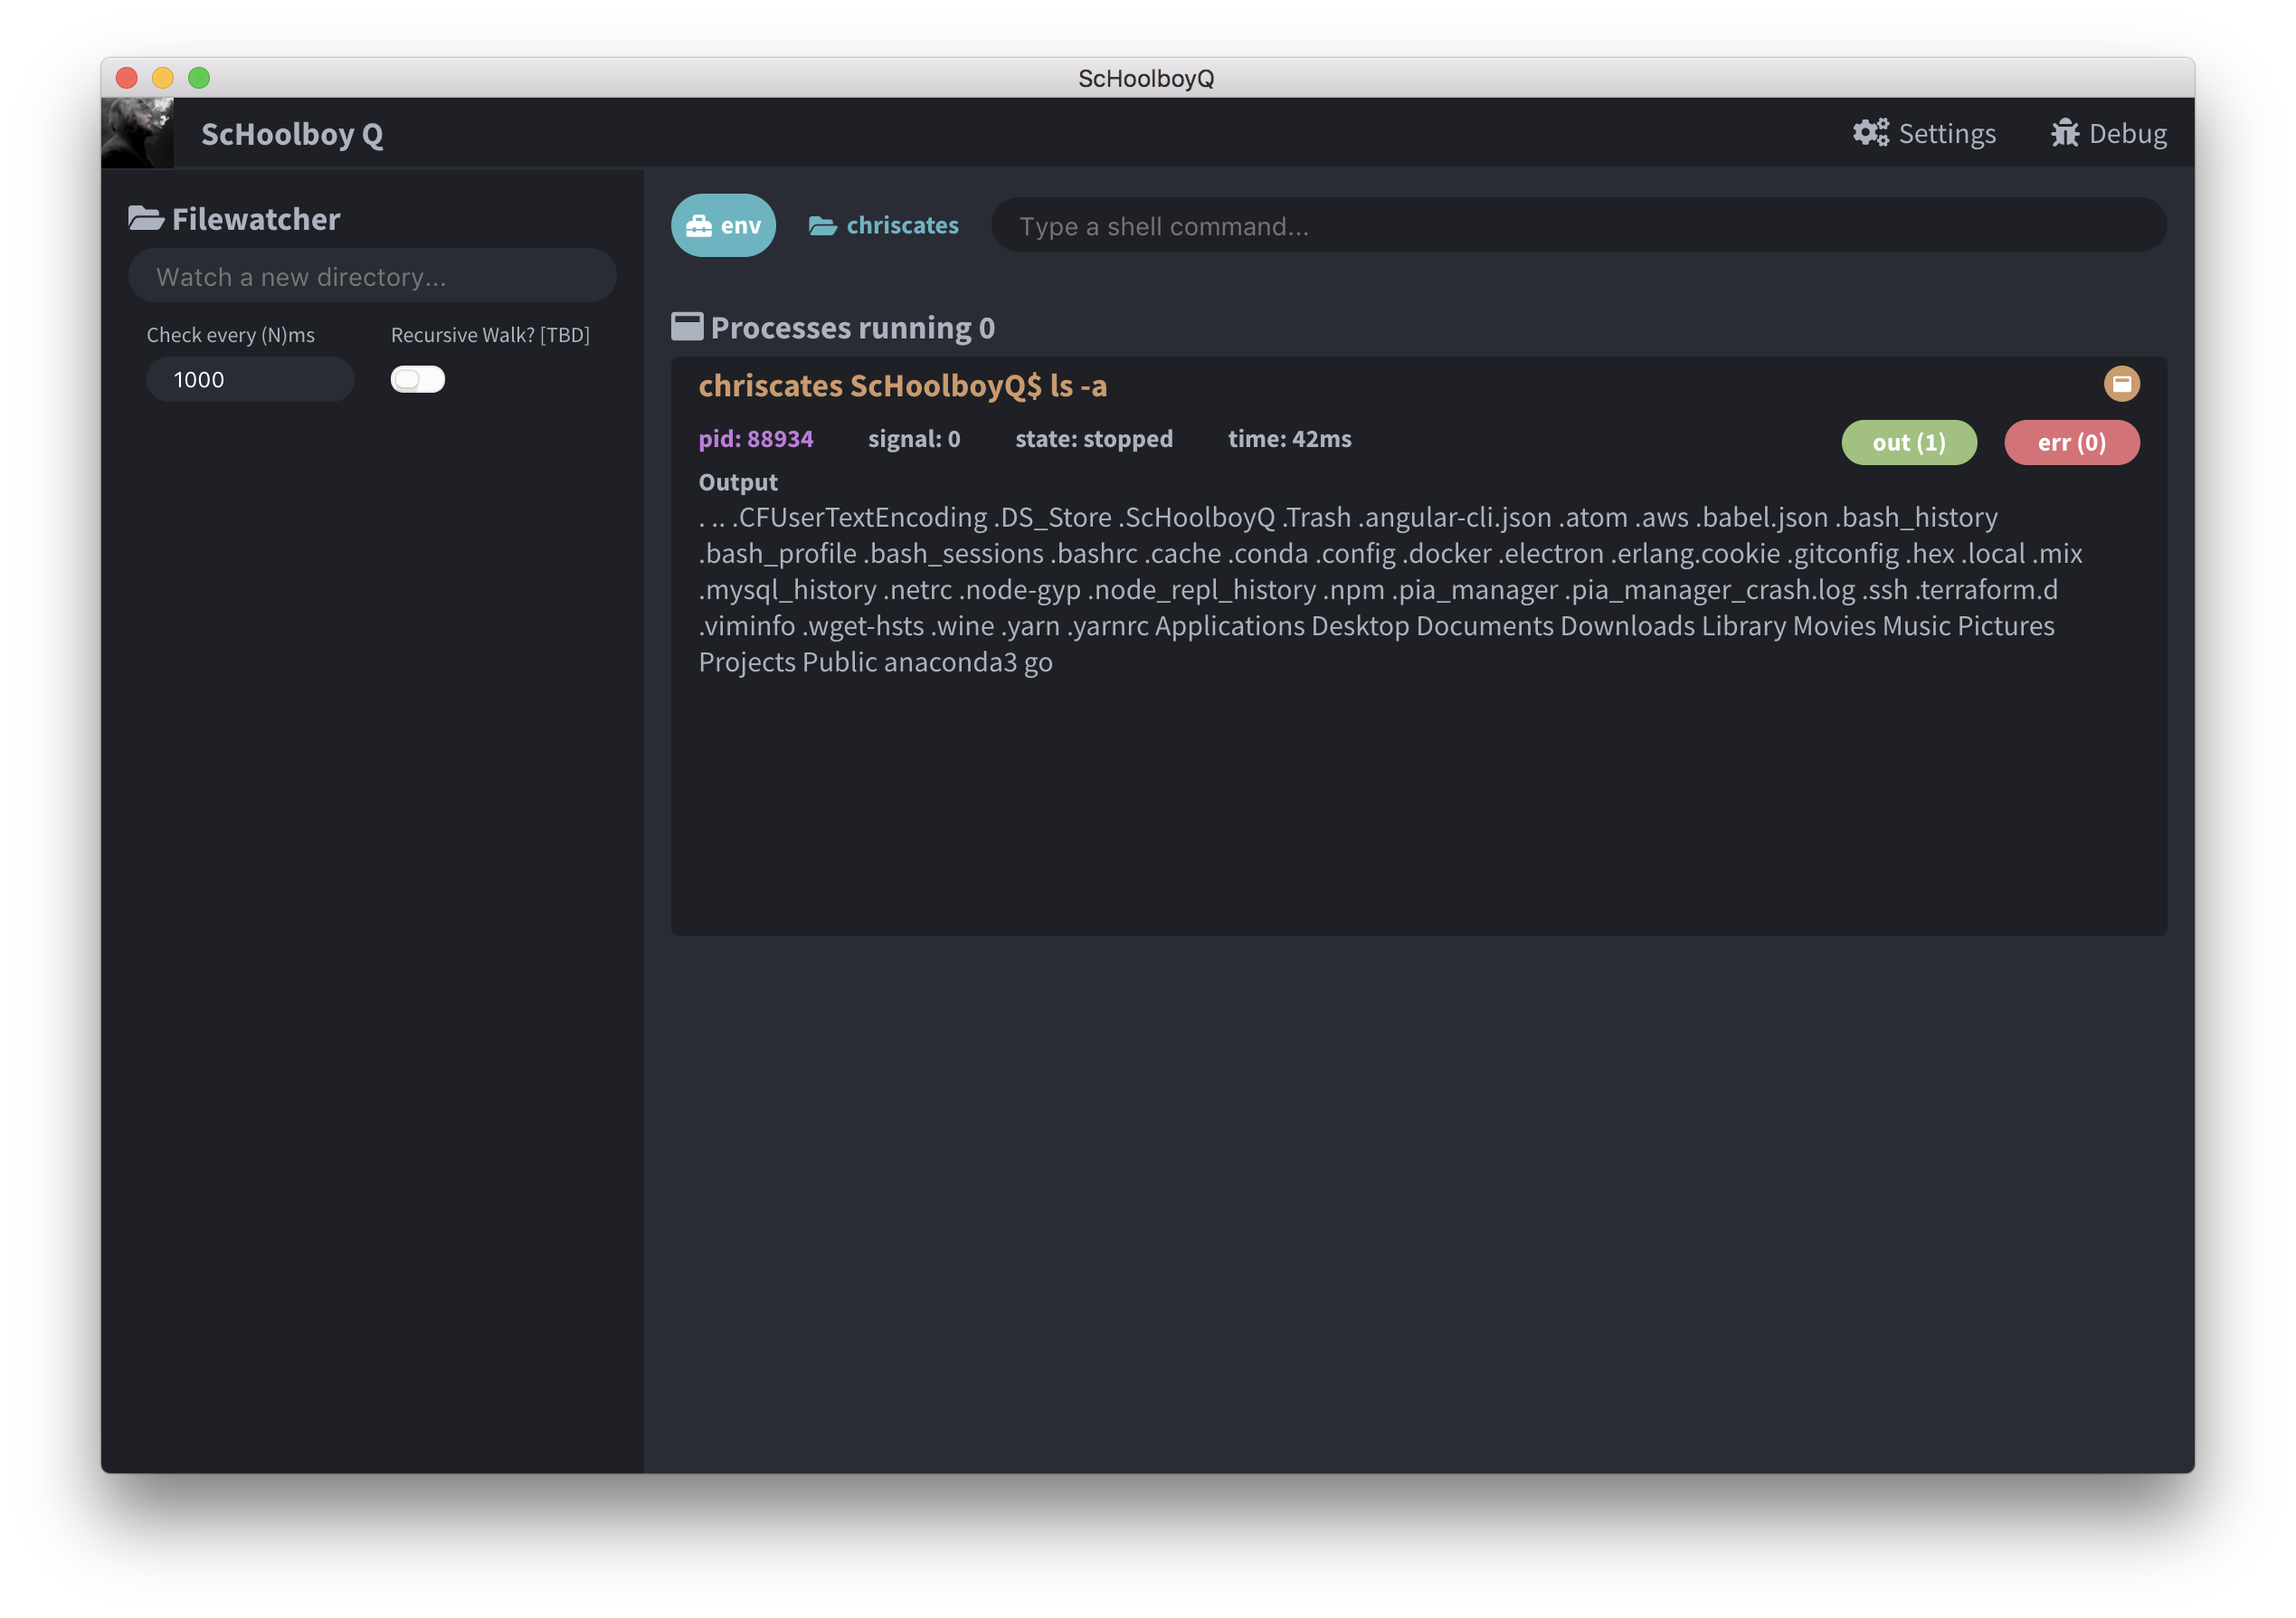 ScHoolboyQ
ScHoolboy Q
Settings
Debug
Filewatcher
Watch a new directory...
Check every (N)ms
Recursive Walk? [TBD]
1000
env
chriscates
Type a shell command...
Processes running 0
chriscates ScHoolboyQ$ ls -a
pid: 88934
signal: 0
state: stopped
time: 42ms
out (1)
err (0)
Output
. .. .CFUserTextEncoding .DS_Store .ScHoolboyQ .Trash .angular-cli.json .atom .aws .babel.json .bash_history
.bash_profile .bash_sessions .bashrc .cache .conda .config .docker .electron .erlang.cookie .gitconfig .hex .local .mix
.mysql_history .netrc .node-gyp .node_repl_history .npm .pia_manager .pia_manager_crash.log .ssh .terraform.d
.viminfo .wget-hsts .wine .yarn .yarnrc Applications Desktop Documents Downloads Library Movies Music Pictures
Projects Public anaconda3 go